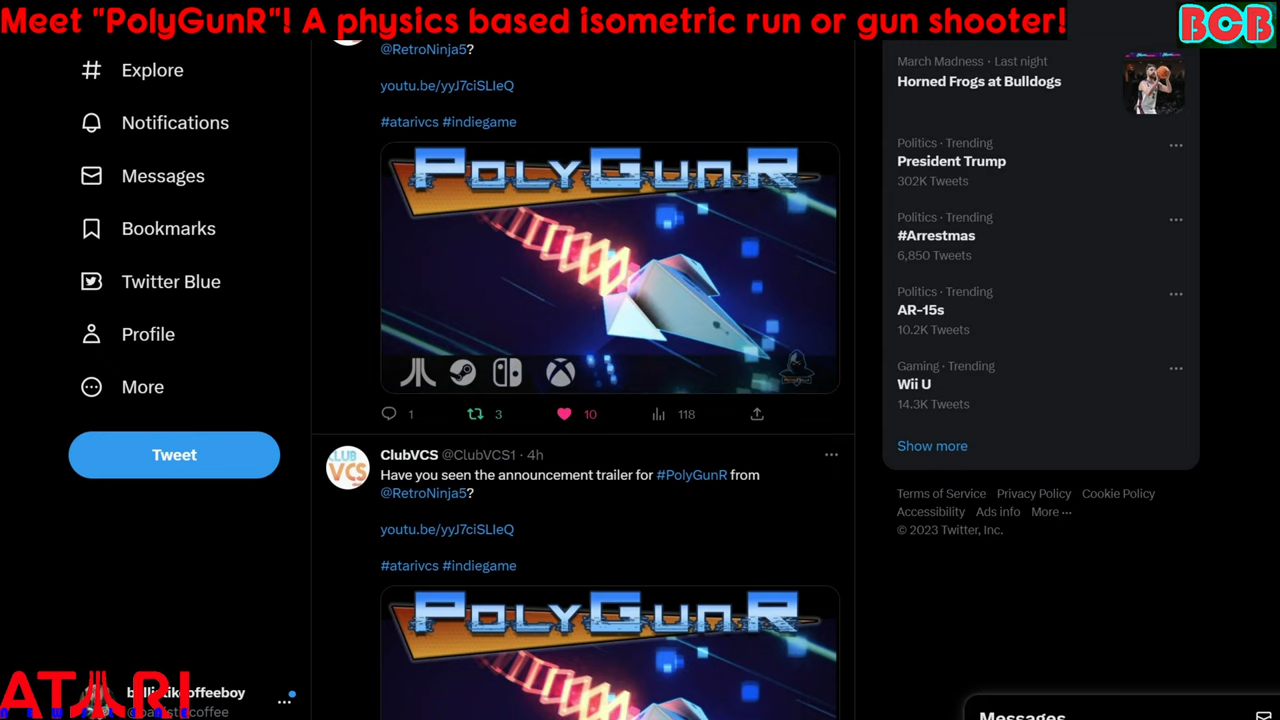 Meet "PolyGunR"! A physics based isometric run or gun shooter!
BCB
Explore
Notifications
Messages
Bookmarks
Twitter Blue
Profile
More
Tweet
@RetroNinja5?
youtu.be/yyJ7ciSLIeQ
#atarivcs #indiegame
POLYGUNR
1 3 10 118
ClubVCS @ClubVCS1 · 4h
Have you seen the announcement trailer for #PolyGunR from
@RetroNinja5?
youtu.be/yyJ7ciSLIeQ
#atarivcs #indiegame
CLUB
VCS
POLYGUNR
March Madness · Last night
Horned Frogs at Bulldogs
Politics · Trending
President Trump
302K Tweets
Politics · Trending
#Arrestmas
6,850 Tweets
Politics · Trending
AR-15s
10.2K Tweets
Gaming · Trending
Wii U
14.3K Tweets
Show more
Terms of Service Privacy Policy Cookie Policy
Accessibility Ads info More ···
© 2023 Twitter, Inc.
ATARI
Messages